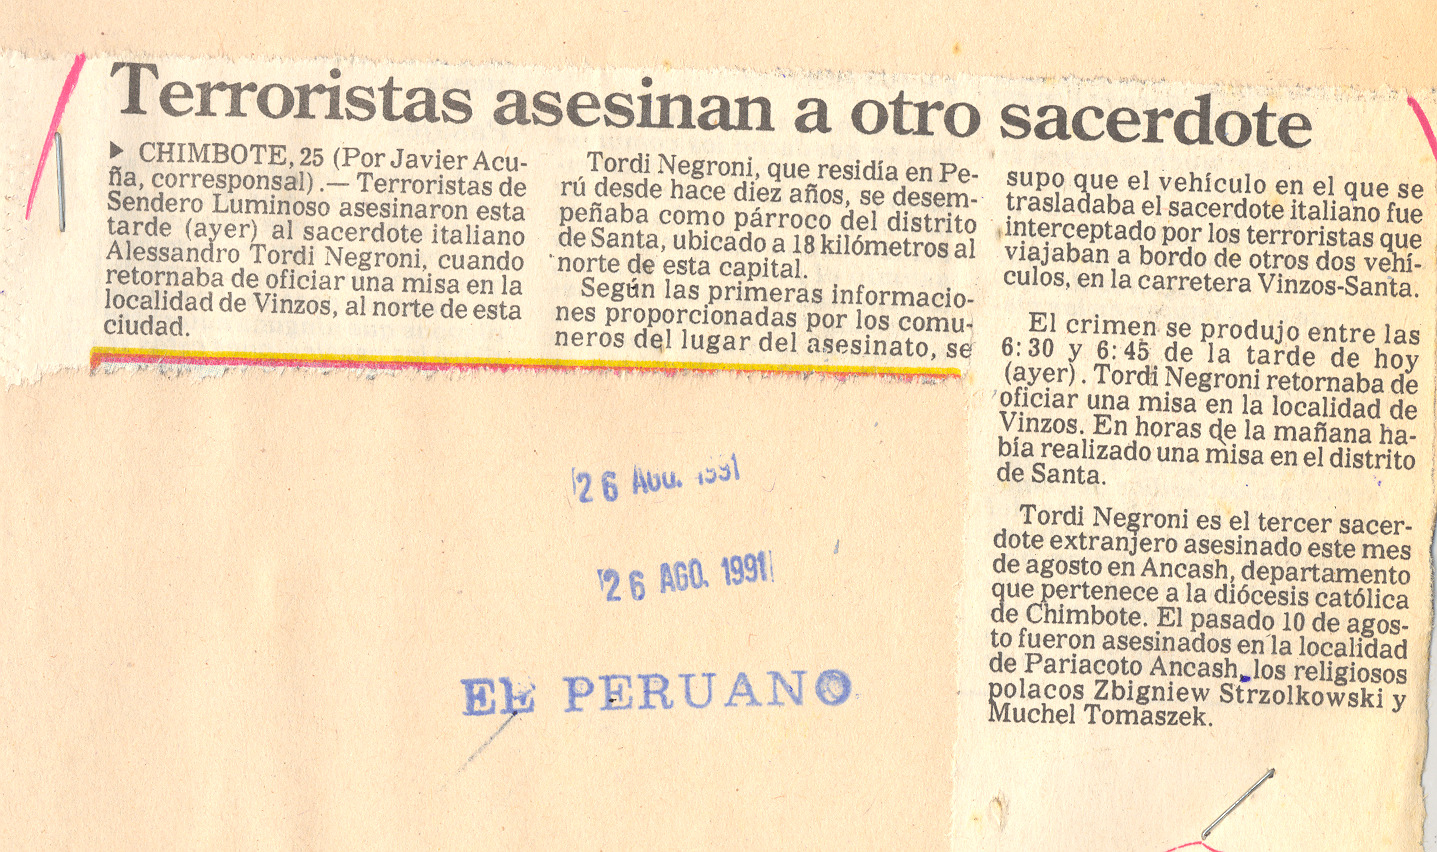 Terroristas asesinan a otro sacerdote
▶ CHIMBOTE, 25 (Por Javier Acu-
ña, corresponsal).— Terroristas de
Sendero Luminoso asesinaron esta
tarde (ayer) al sacerdote italiano
Alessandro Tordi Negroni, cuando
retornaba de oficiar una misa en la
localidad de Vinzos, al norte de esta
ciudad.
Tordi Negroni, que residía en Pe-
rú desde hace diez años, se desem-
peñaba como párroco del distrito
de Santa, ubicado a 18 kilómetros al
norte de esta capital.
Según las primeras informacio-
nes proporcionadas por los comu-
neros del lugar del asesinato, se
supo que el vehículo en el que se
trasladaba el sacerdote italiano fue
interceptado por los terroristas que
viajaban a bordo de otros dos vehí-
culos, en la carretera Vinzos-Santa.
El crimen se produjo entre las
6:30 y 6:45 de la tarde de hoy
(ayer). Tordi Negroni retornaba de
oficiar una misa en la localidad de
Vinzos. En horas de la mañana ha-
bía realizado una misa en el distrito
de Santa.
Tordi Negroni es el tercer sacer-
dote extranjero asesinado este mes
de agosto en Ancash, departamento
que pertenece a la diócesis católica
de Chimbote. El pasado 10 de agos-
to fueron asesinados en la localidad
de Pariacoto Ancash, los religiosos
polacos Zbigniew Strzolkowski y
Muchel Tomaszek.
26 AGO. 1991
26 AGO. 1991
EL PERUANO